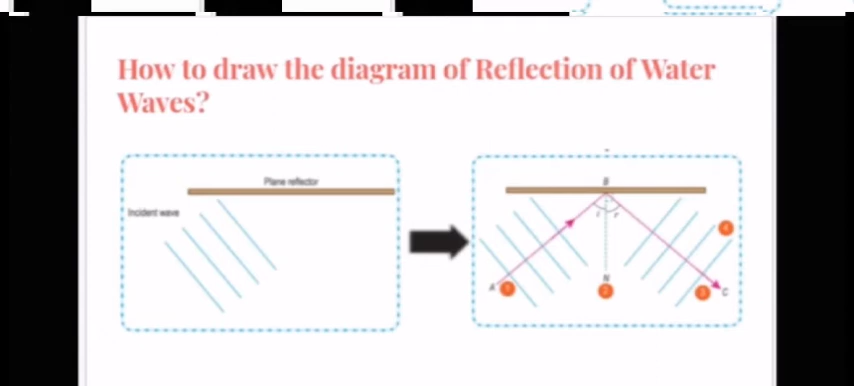 How to draw the diagram of Reflection of Water
Waves?
Plane reflector
Incident wave
B
i r
4
A 1
N
2
3 C